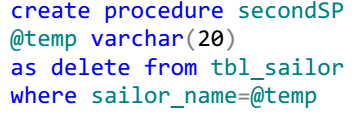 create procedure secondSP
@temp varchar(20)
as delete from tbl_sailor
where sailor_name=@temp